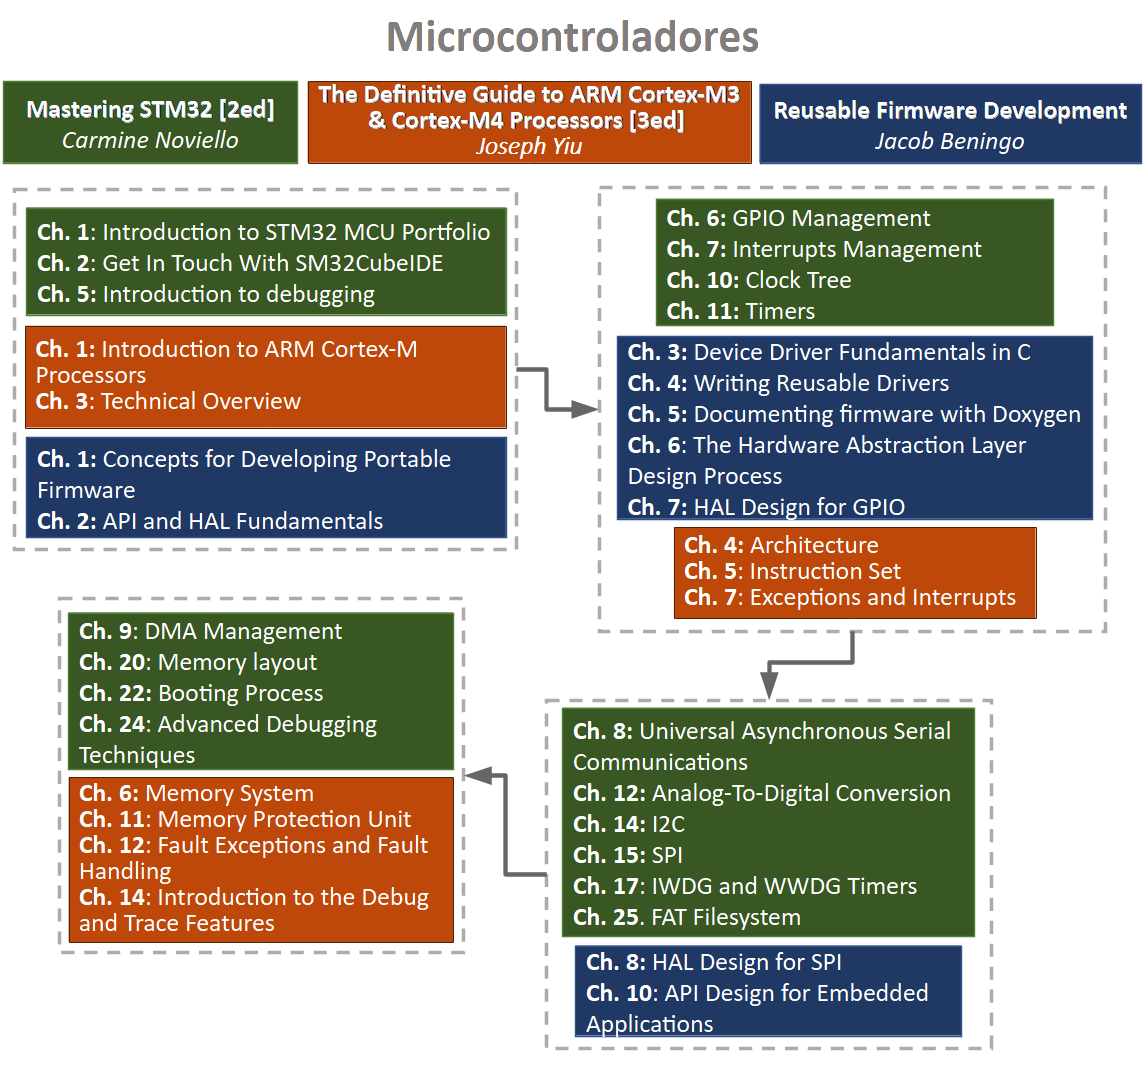 Microcontroladores
Mastering STM32 [2ed]
Carmine Noviello
The Definitive Guide to ARM Cortex-M3
& Cortex-M4 Processors [3ed]
Joseph Yiu
Reusable Firmware Development
Jacob Beningo
Ch. 1: Introduction to STM32 MCU Portfolio
Ch. 2: Get In Touch With SM32CubeIDE
Ch. 5: Introduction to debugging
Ch. 1: Introduction to ARM Cortex-M
Processors
Ch. 3: Technical Overview
Ch. 1: Concepts for Developing Portable
Firmware
Ch. 2: API and HAL Fundamentals
Ch. 6: GPIO Management
Ch. 7: Interrupts Management
Ch. 10: Clock Tree
Ch. 11: Timers
Ch. 3: Device Driver Fundamentals in C
Ch. 4: Writing Reusable Drivers
Ch. 5: Documenting firmware with Doxygen
Ch. 6: The Hardware Abstraction Layer
Design Process
Ch. 7: HAL Design for GPIO
Ch. 4: Architecture
Ch. 5: Instruction Set
Ch. 7: Exceptions and Interrupts
Ch. 8: Universal Asynchronous Serial
Communications
Ch. 12: Analog-To-Digital Conversion
Ch. 14: I2C
Ch. 15: SPI
Ch. 17: IWDG and WWDG Timers
Ch. 25. FAT Filesystem
Ch. 8: HAL Design for SPI
Ch. 10: API Design for Embedded
Applications
Ch. 9: DMA Management
Ch. 20: Memory layout
Ch. 22: Booting Process
Ch. 24: Advanced Debugging
Techniques
Ch. 6: Memory System
Ch. 11: Memory Protection Unit
Ch. 12: Fault Exceptions and Fault
Handling
Ch. 14: Introduction to the Debug
and Trace Features